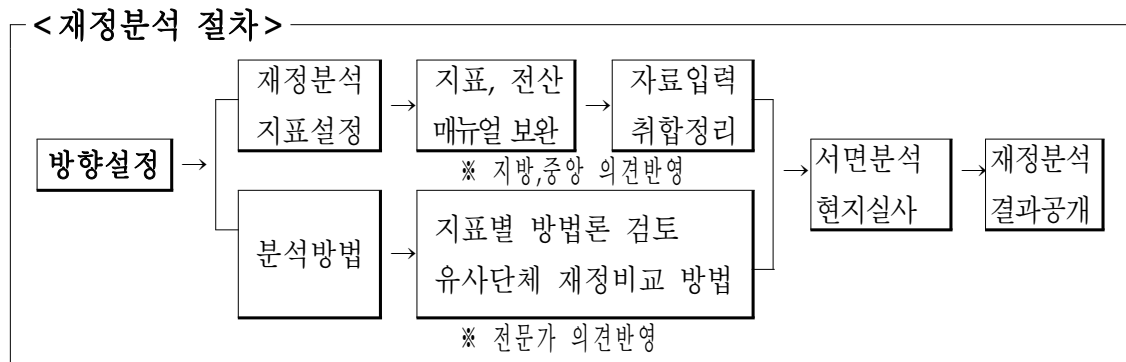 <재정분석 절차>
방향설정
재정분석
지표설정
지표, 전산
매뉴얼 보완
자료입력
취합정리
※ 지방,중앙 의견반영
분석방법
지표별 방법론 검토
유사단체 재정비교 방법
※ 전문가 의견반영
서면분석
현지실사
재정분석
결과공개